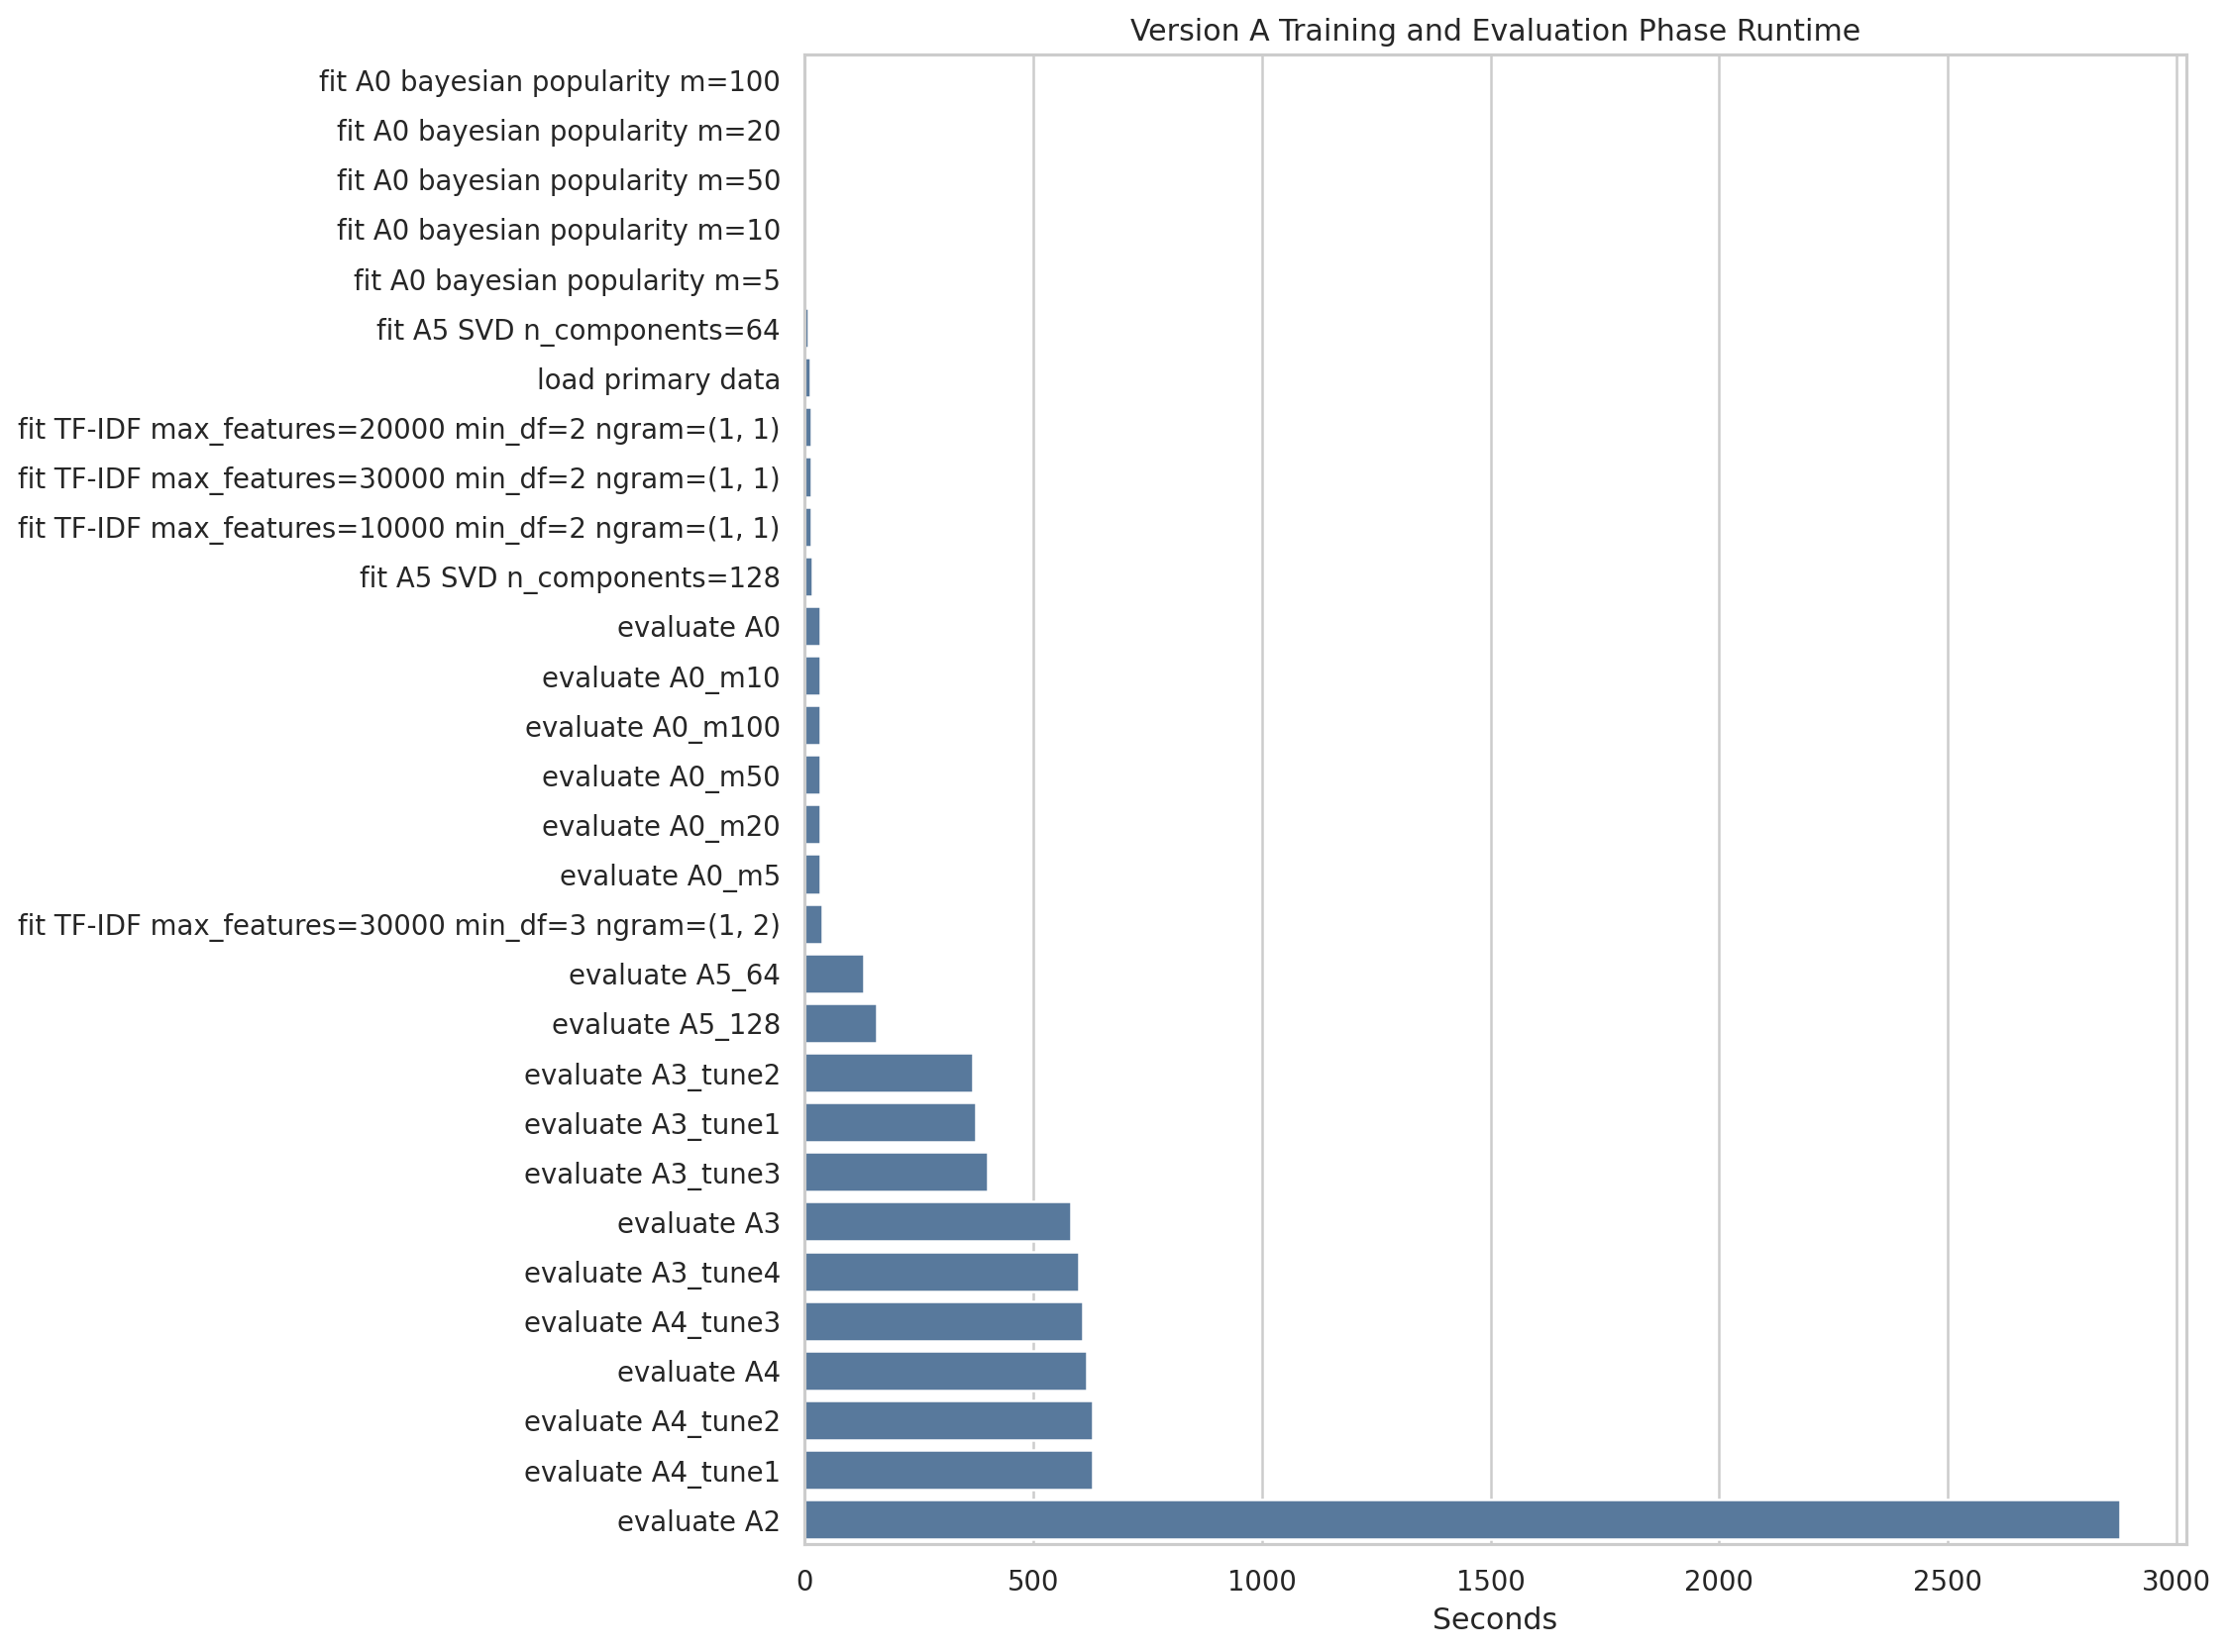 Version A Training and Evaluation Phase Runtime
fit A0 bayesian popularity m=100
fit A0 bayesian popularity m=20
fit A0 bayesian popularity m=50
fit A0 bayesian popularity m=10
fit A0 bayesian popularity m=5
fit A5 SVD n_components=64
load primary data
fit TF-IDF max_features=20000 min_df=2 ngram=(1, 1)
fit TF-IDF max_features=30000 min_df=2 ngram=(1, 1)
fit TF-IDF max_features=10000 min_df=2 ngram=(1, 1)
fit A5 SVD n_components=128
evaluate A0
evaluate A0_m10
evaluate A0_m100
evaluate A0_m50
evaluate A0_m20
evaluate A0_m5
fit TF-IDF max_features=30000 min_df=3 ngram=(1, 2)
evaluate A5_64
evaluate A5_128
evaluate A3_tune2
evaluate A3_tune1
evaluate A3_tune3
evaluate A3
evaluate A3_tune4
evaluate A4_tune3
evaluate A4
evaluate A4_tune2
evaluate A4_tune1
evaluate A2
0 500 1000 1500 2000 2500 3000
Seconds